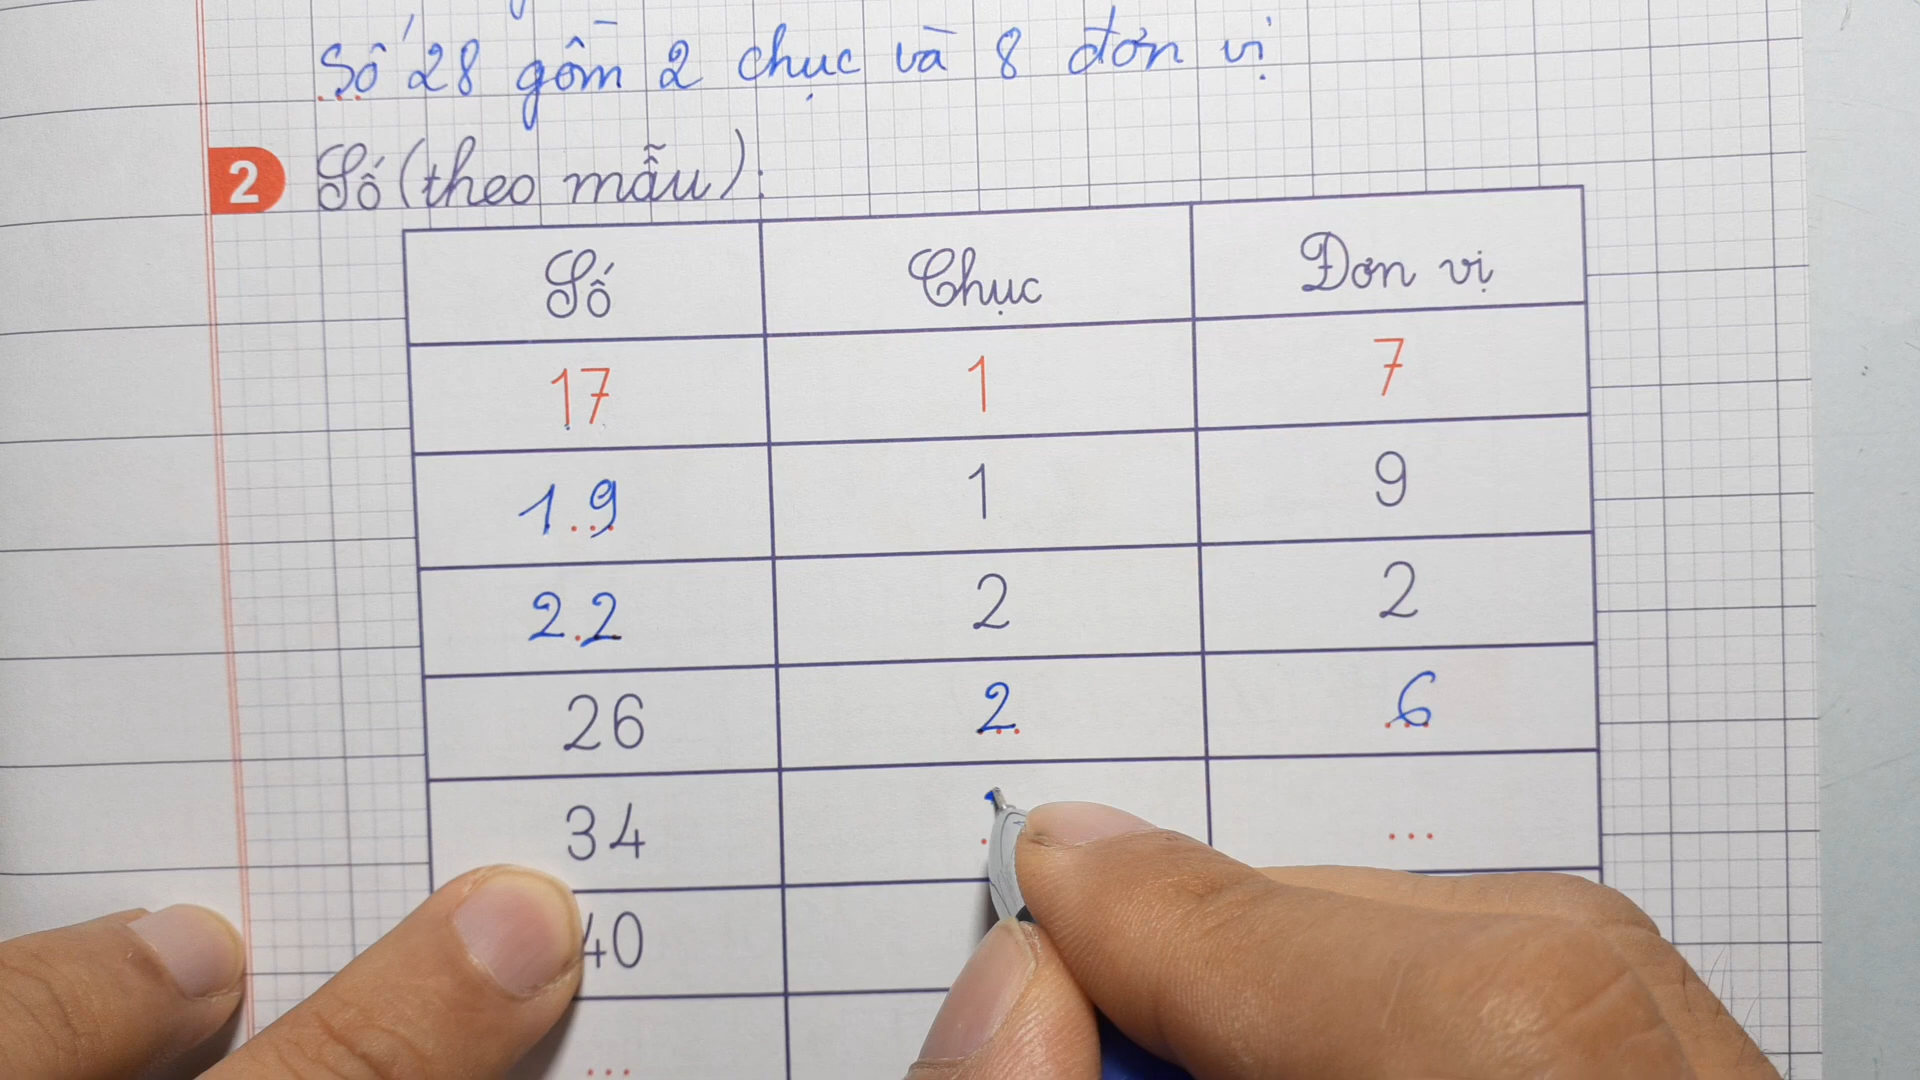 Số 28 gồm 2 chục và 8 đơn vị
2 Số (theo mẫu):
Số Chục Đơn vị
17 1 7
19 1 9
22 2 2
26 2 6
34 ...
40
...